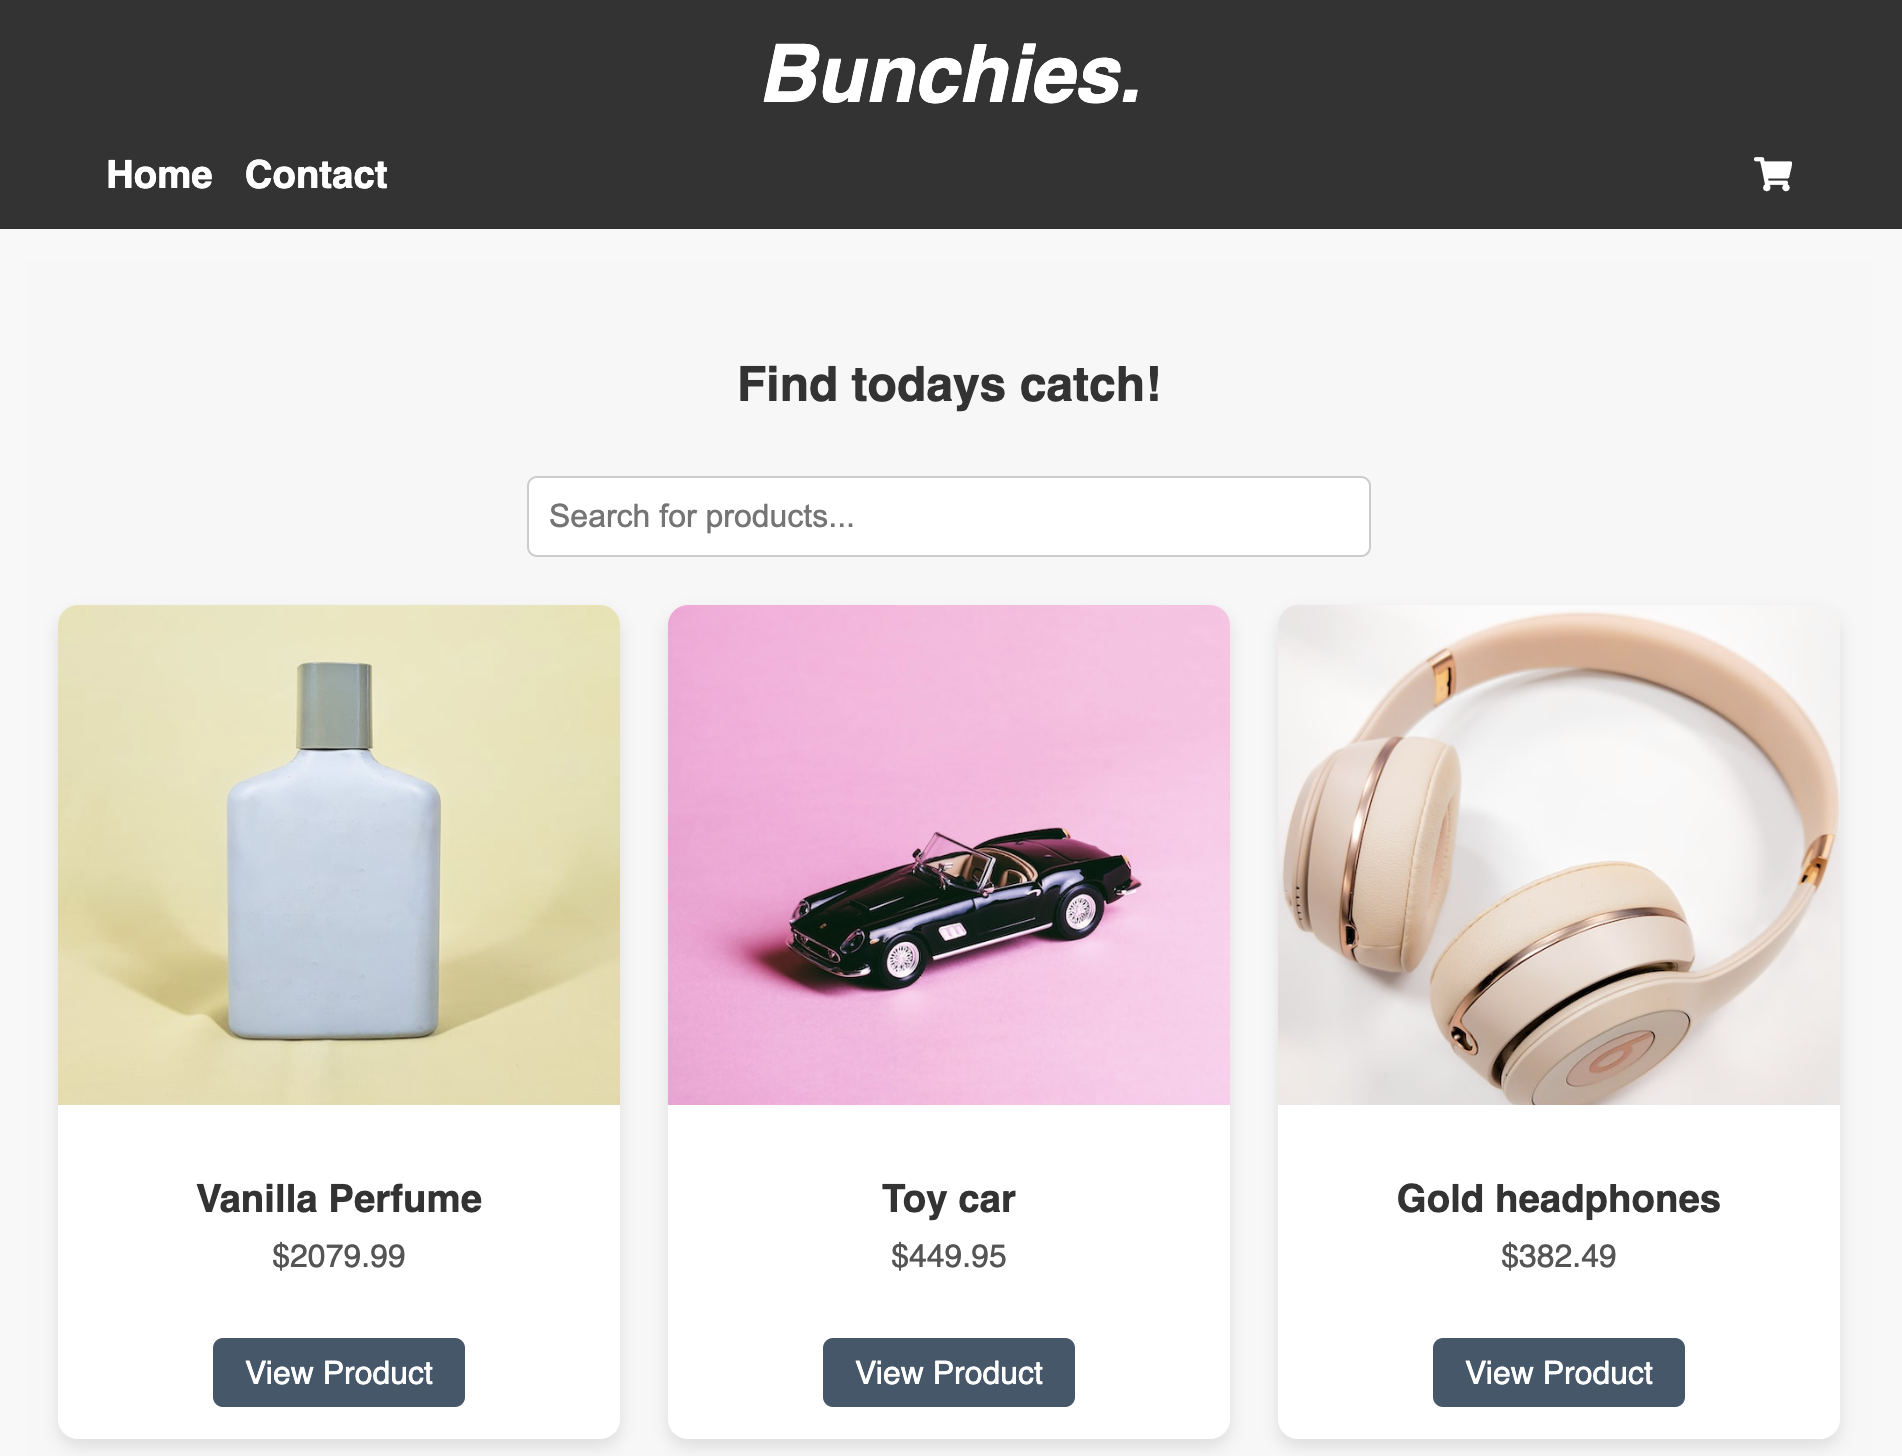 Bunchies.
Home Contact
Find todays catch!
Search for products...
Vanilla Perfume
$2079.99
View Product
Toy car
$449.95
View Product
Gold headphones
$382.49
View Product